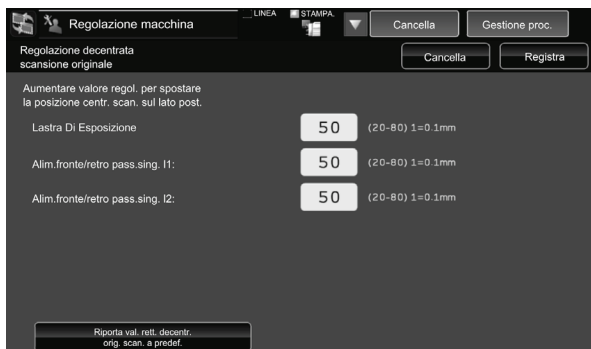 Regolazione macchina
LINEA
STAMPA.
Cancella
Gestione proc.
Regolazione decentrata
scansione originale
Cancella
Registra
Aumentare valore regol. per spostare
la posizione centr. scan. sul lato post.
Lastra Di Esposizione
50
(20-80) 1=0.1mm
Alim.fronte/retro pass.sing. I1:
50
(20-80) 1=0.1mm
Alim.fronte/retro pass.sing. I2:
50
(20-80) 1=0.1mm
Riporta val. rett. decentr.
orig. scan. a predef.